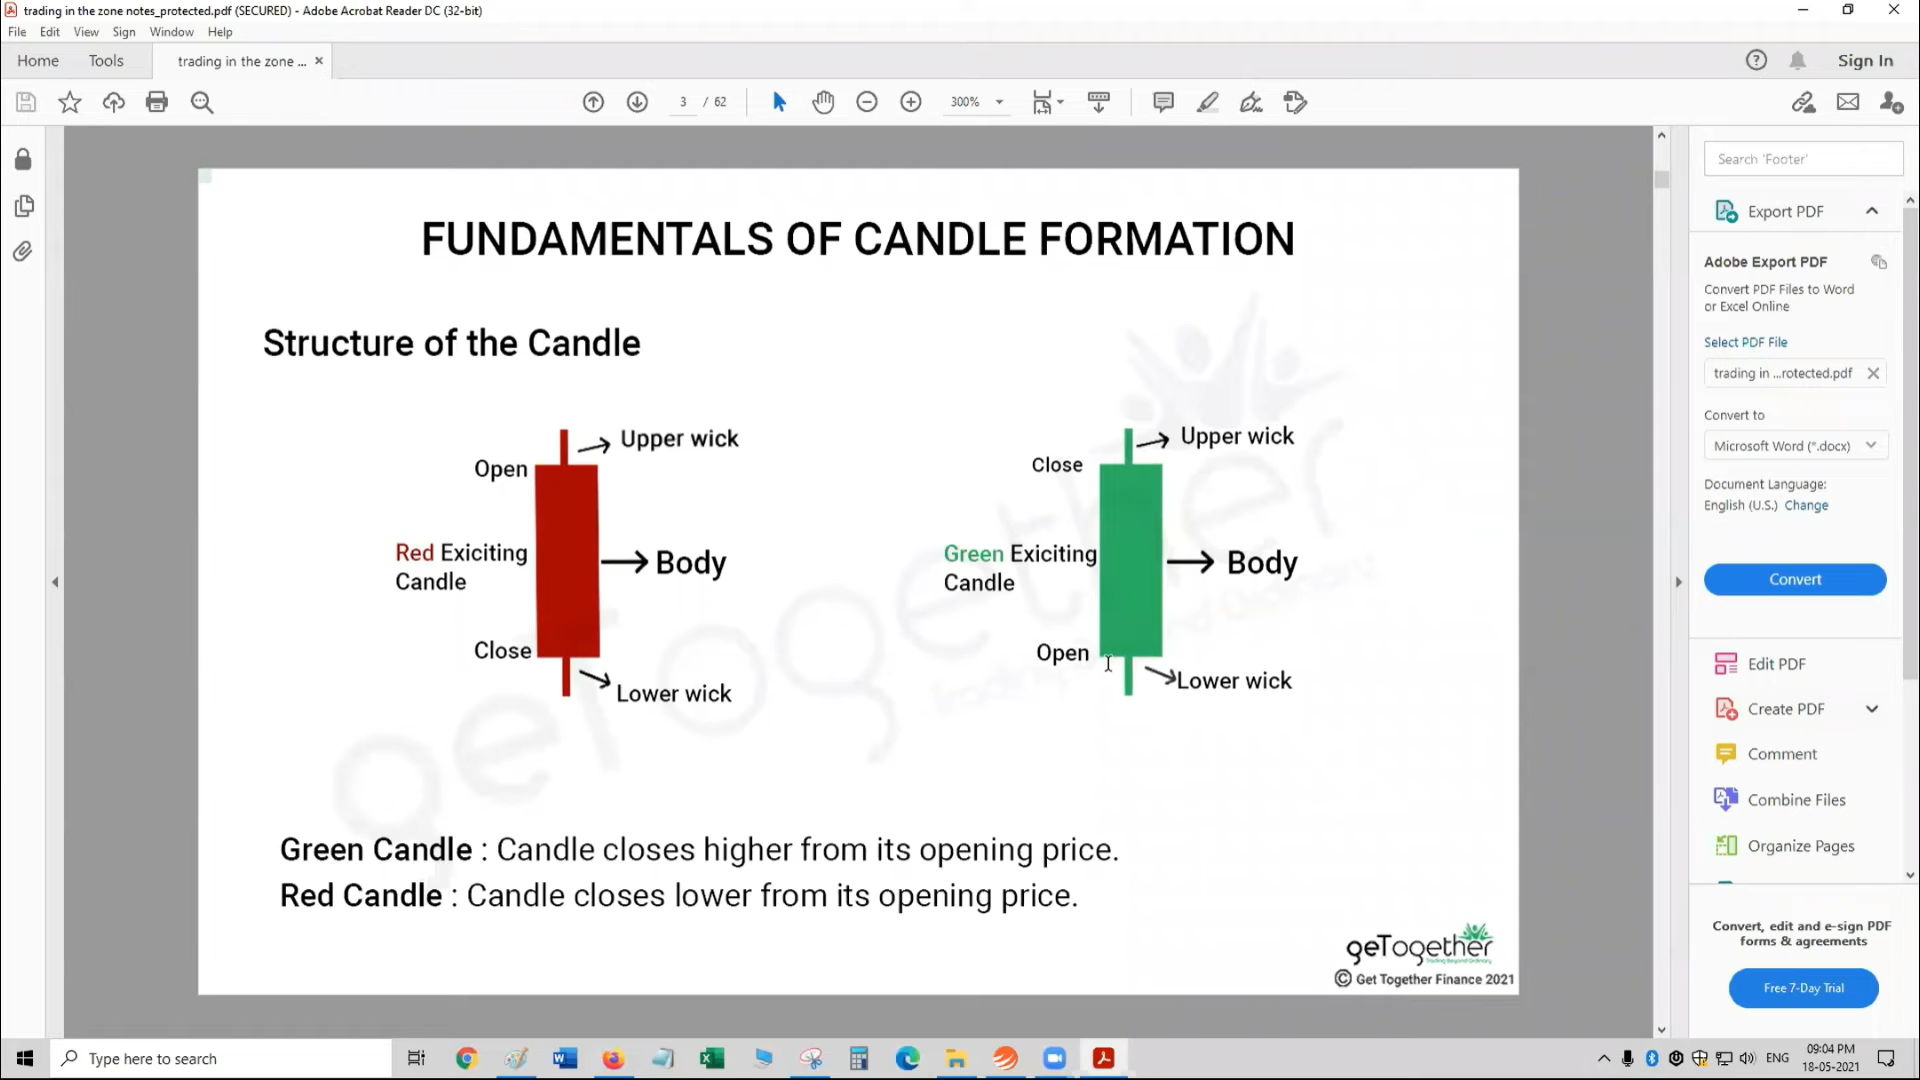 trading in the zone notes_protected.pdf (SECURED) - Adobe Acrobat Reader DC (32-bit)
File Edit View Sign Window Help
Home Tools trading in the zone ... ×
Sign In
3 / 62
300%
Search 'Footer'
Export PDF
Adobe Export PDF
Convert PDF Files to Word
or Excel Online
Select PDF File
trading in ...rotected.pdf
Convert to
Microsoft Word (*.docx)
Document Language:
English (U.S.) Change
Convert
Edit PDF
Create PDF
Comment
Combine Files
Organize Pages
Convert, edit and e-sign PDF
forms & agreements
Free 7-Day Trial
FUNDAMENTALS OF CANDLE FORMATION
Structure of the Candle
Upper wick
Open
Red Exiciting
Candle
Body
Close
Lower wick
Upper wick
Close
Green Exiciting
Candle
Body
Open
Lower wick
Green Candle : Candle closes higher from its opening price.
Red Candle : Candle closes lower from its opening price.
geTogether
Trading Beyond Ordinary
© Get Together Finance 2021
geTogether
Type here to search
ENG
09:04 PM
18-05-2021